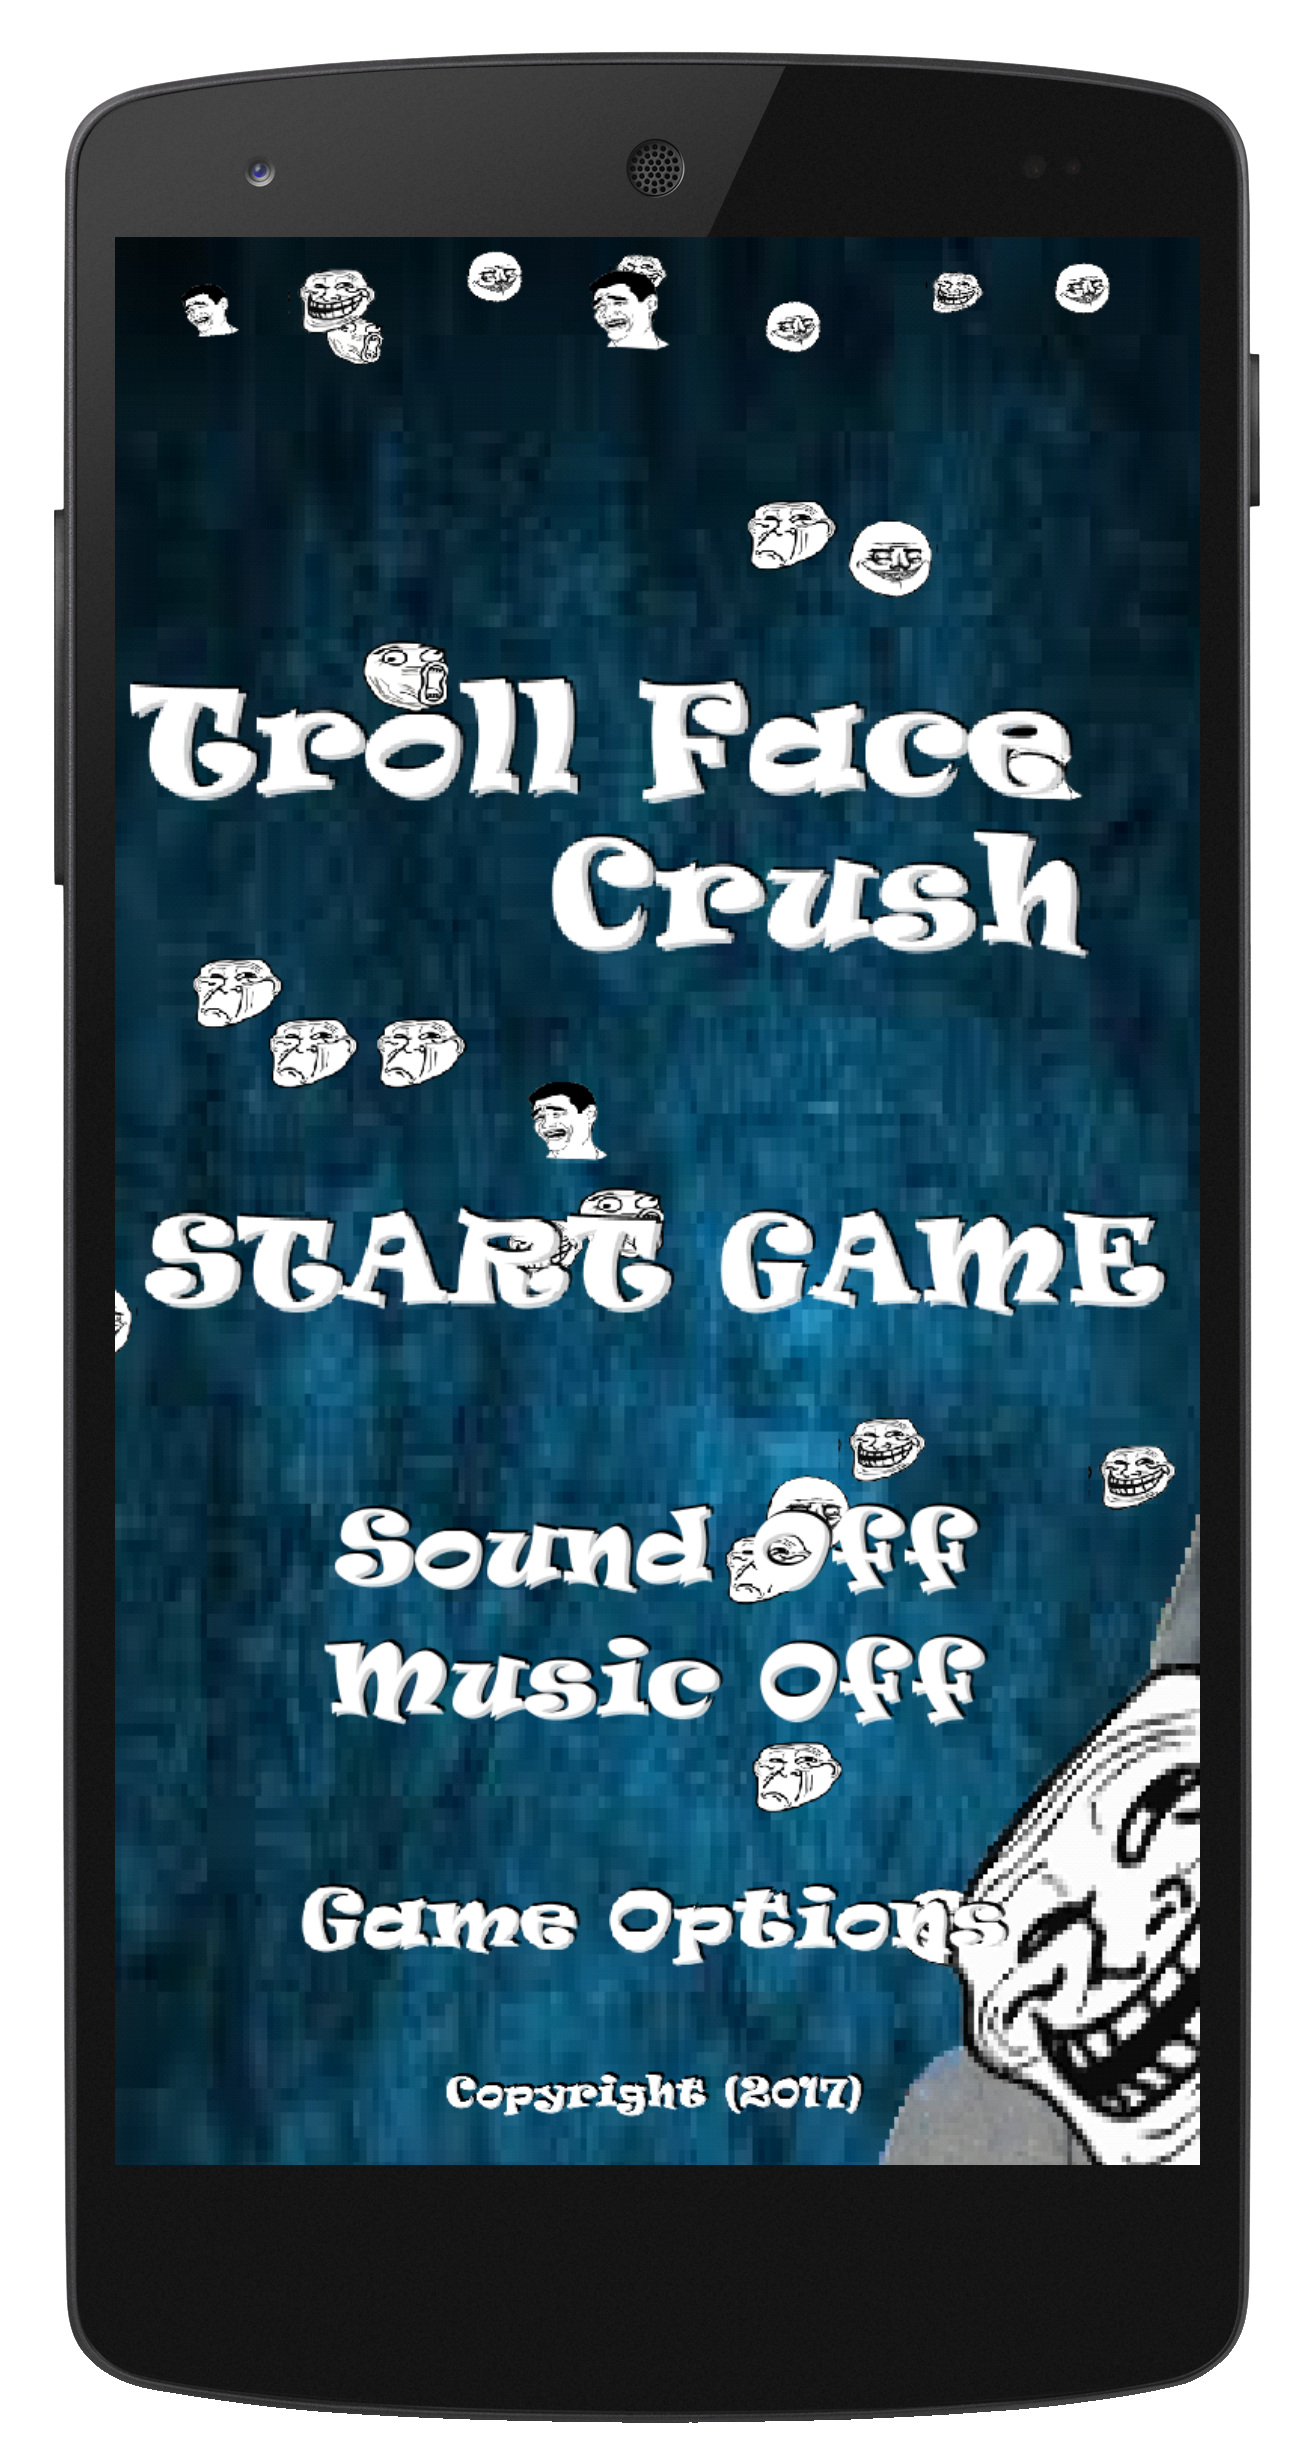 Troll Face
Crush
START GAME
Sound Off
Music Off
Game Options
Copyright (2017)